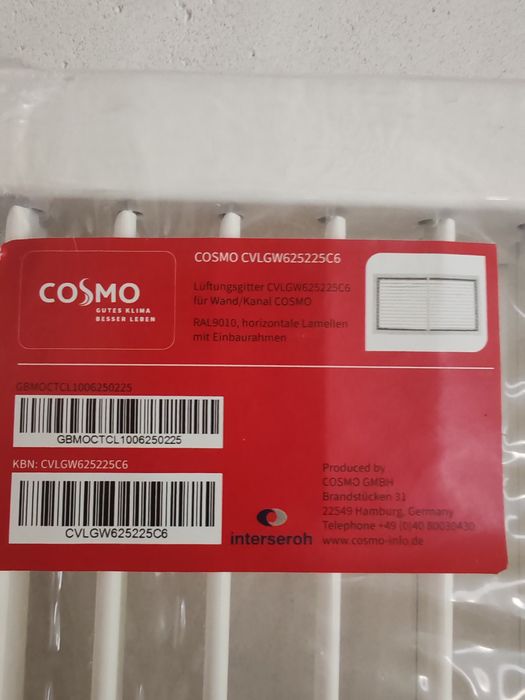 COSMO
GUTES KLIMA
BESSER LEBEN
COSMO CVLGW625225C6
Lüftungsgitter CVLGW625225C6
für Wand/Kanal COSMO
RAL9010, horizontale Lamellen
mit Einbaurahmen
GBMOCTCL1006250225
GBMOCTCL1006250225
KBN: CVLGW625225C6
CVLGW625225C6
interseroh
Produced by
COSMO GMBH
Brandstücken 31
22549 Hamburg, Germany
Telephone +49 (0)40 80030430
www.cosmo-info.de